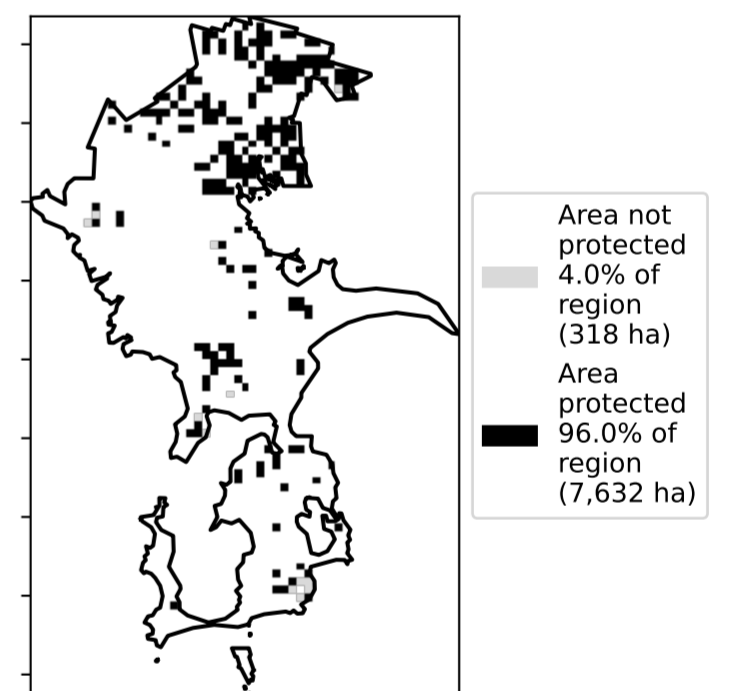 Area not
protected
4.0% of
region
(318 ha)
Area
protected
96.0% of
region
(7,632 ha)